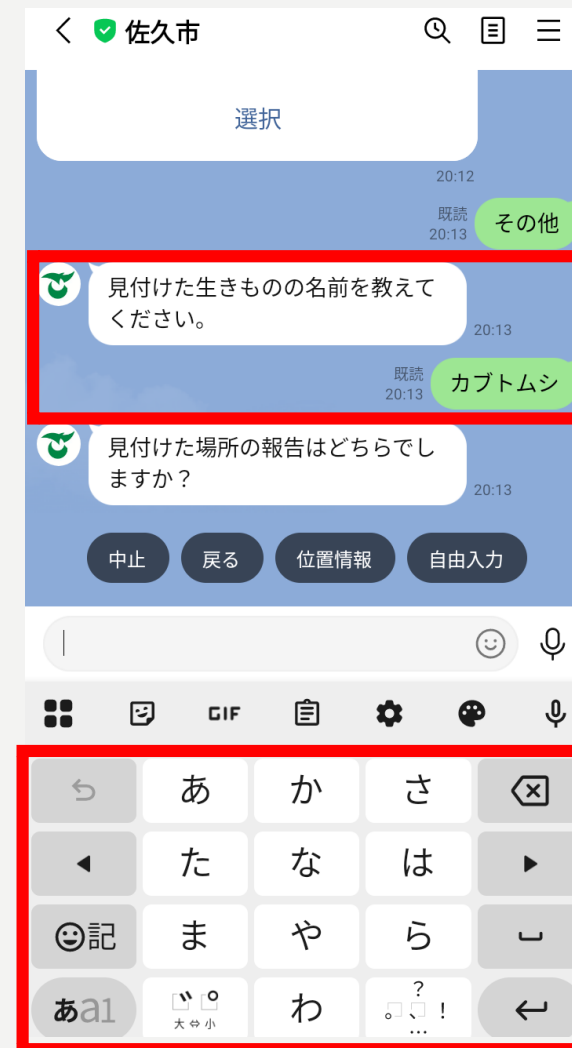 佐久市
選択
20:12
既読
20:13
その他
見付けた生きものの名前を教えて
ください。
20:13
既読
20:13
カブトムシ
見付けた場所の報告はどちらでし
ますか？
20:13
中止 戻る 位置情報 自由入力
GIF
あ か さ
た な は
記 ま や ら
あa1 ゛゜ 大⇔小 わ 。、?!…